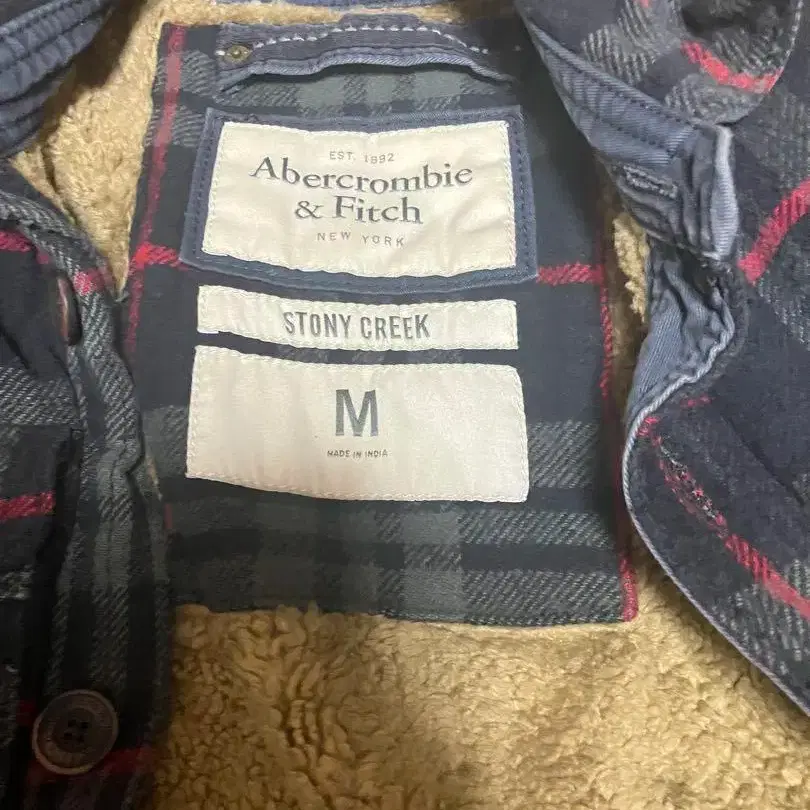 EST. 1892
Abercrombie
& Fitch
NEW YORK
STONY CREEK
M
MADE IN INDIA